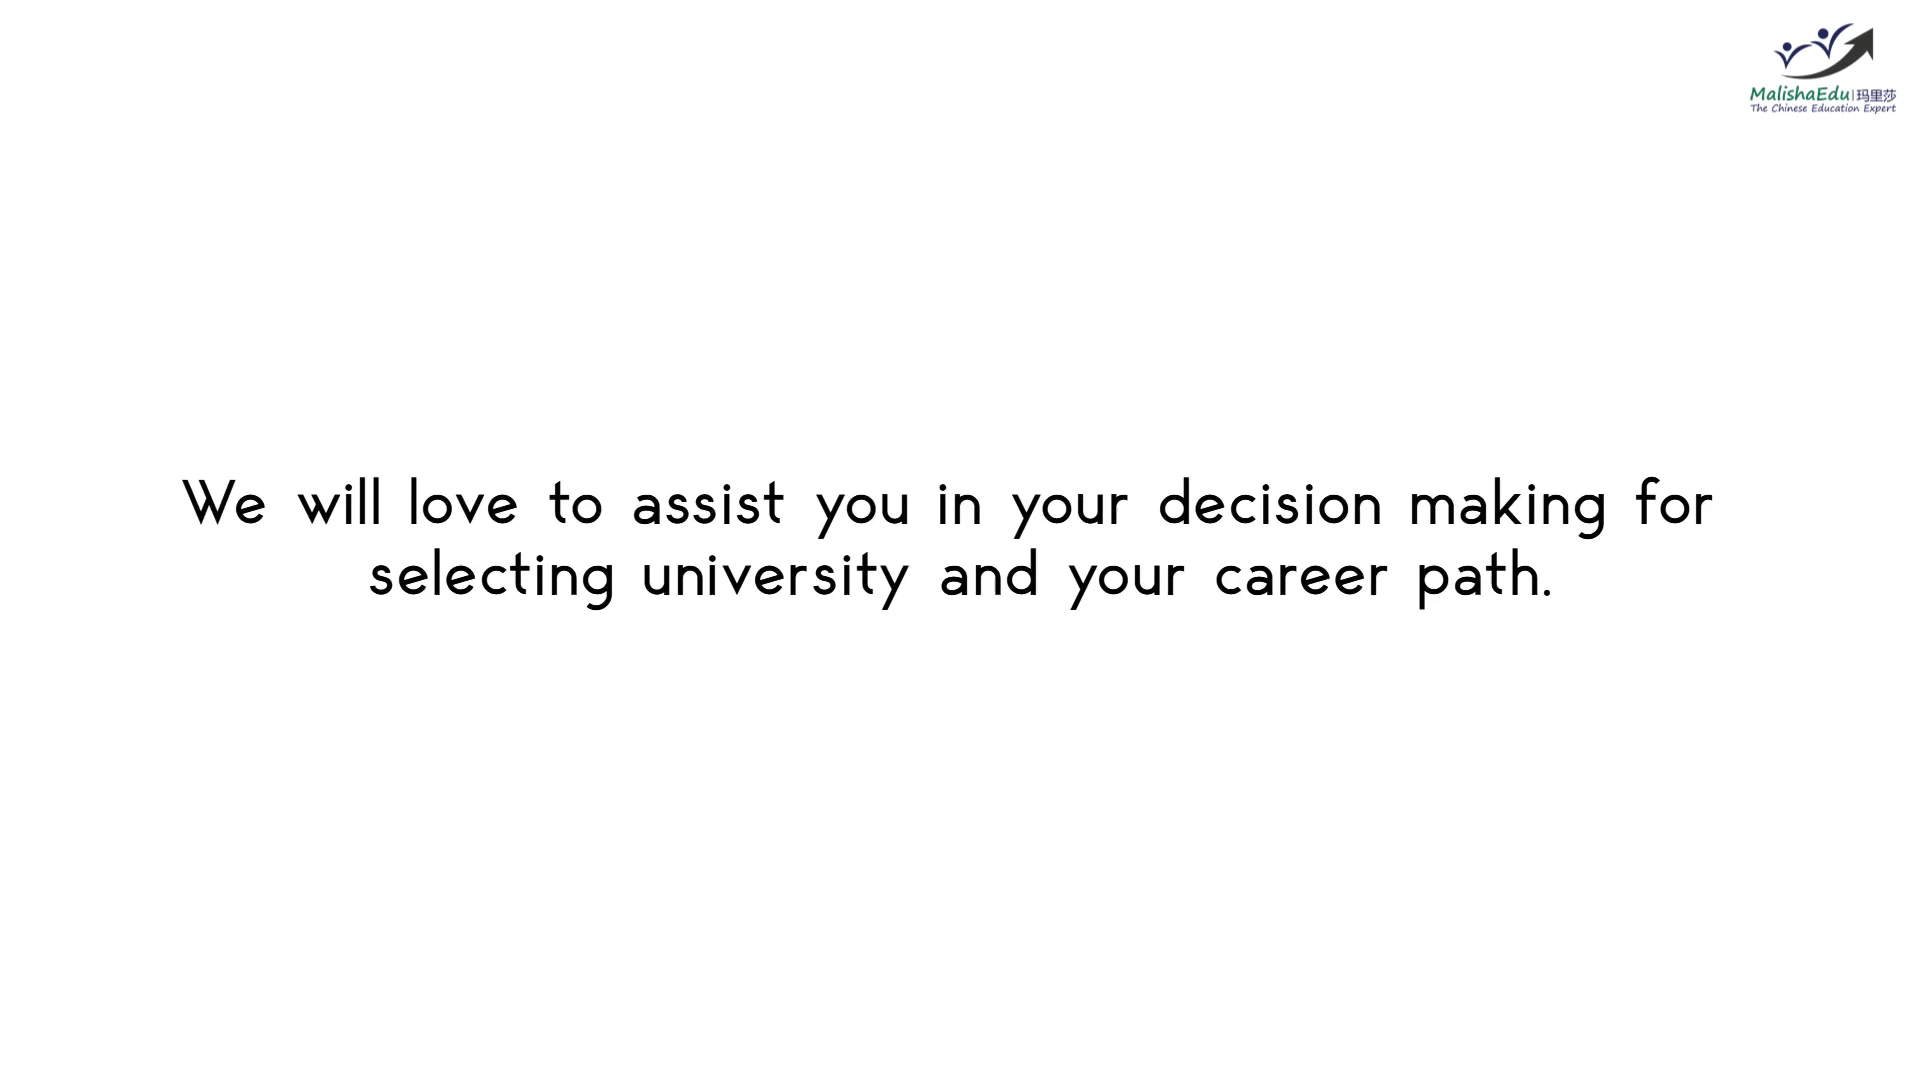 MalishaEdu|玛里莎
The Chinese Education Expert
We will love to assist you in your decision making for
selecting university and your career path.